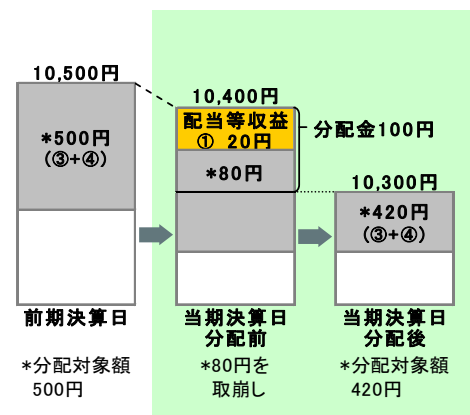 10,500円
*500円
(③+④)
前期決算日
*分配対象額
500円
10,400円
配当等収益
① 20円
*80円
分配金100円
当期決算日
分配前
*80円を
取崩し
10,300円
*420円
(③+④)
当期決算日
分配後
*分配対象額
420円